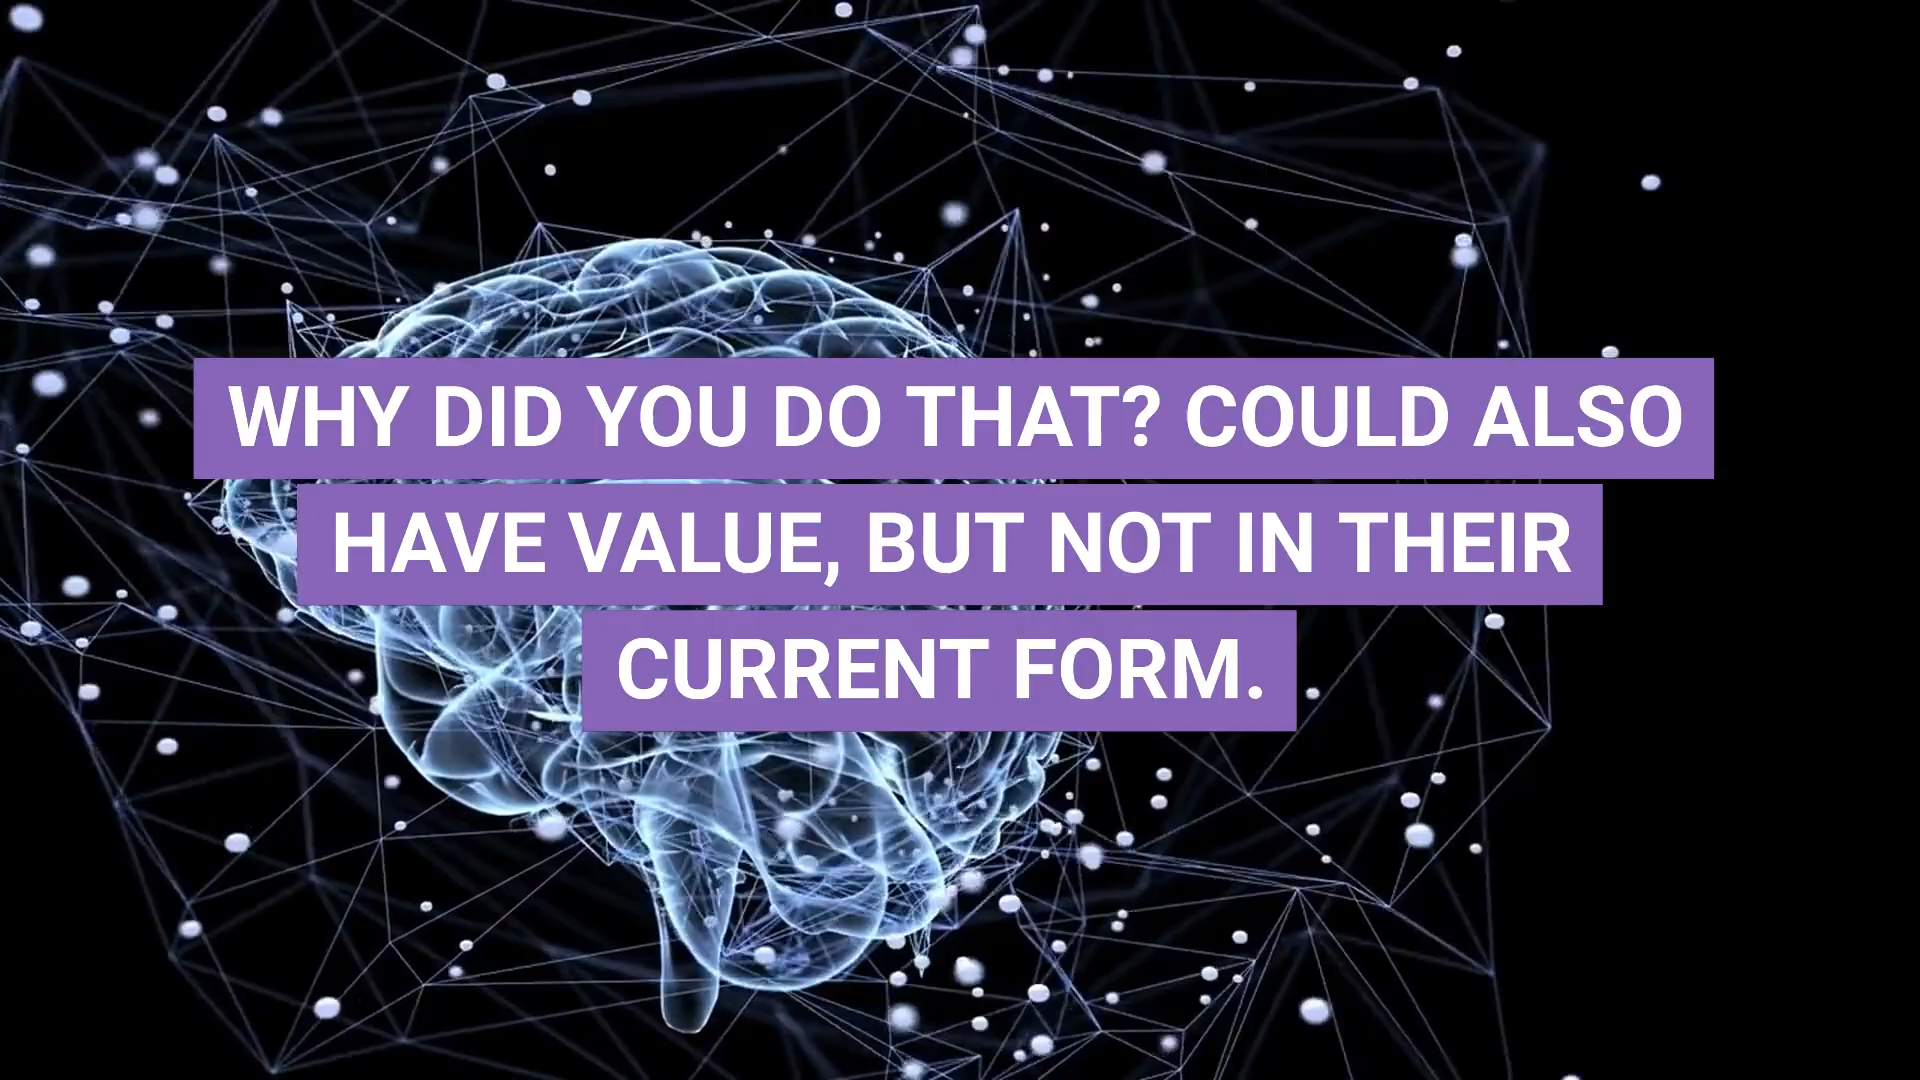 WHY DID YOU DO THAT? COULD ALSO
HAVE VALUE, BUT NOT IN THEIR
CURRENT FORM.